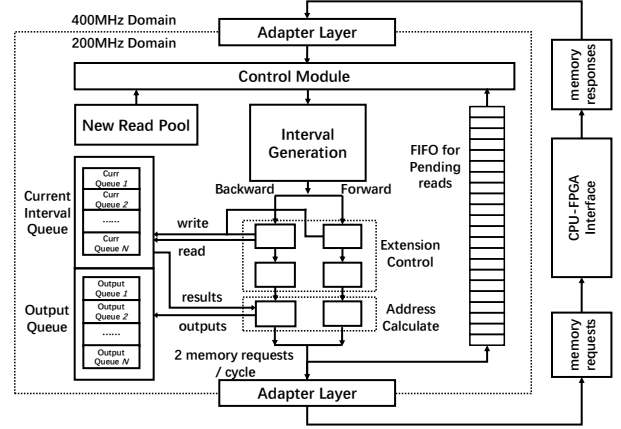 400MHz Domain
200MHz Domain
Adapter Layer
Control Module
New Read Pool
Interval
Generation
FIFO for
Pending
reads
memory
responses
CPU-FPGA
Interface
memory
requests
Backward
Forward
Current
Interval
Queue
Curr
Queue 1
Curr
Queue 2
......
Curr
Queue N
write
read
Extension
Control
Output
Queue
Output
Queue 1
Output
Queue 2
......
Output
Queue N
results
outputs
Address
Calculate
2 memory requests
/ cycle
Adapter Layer